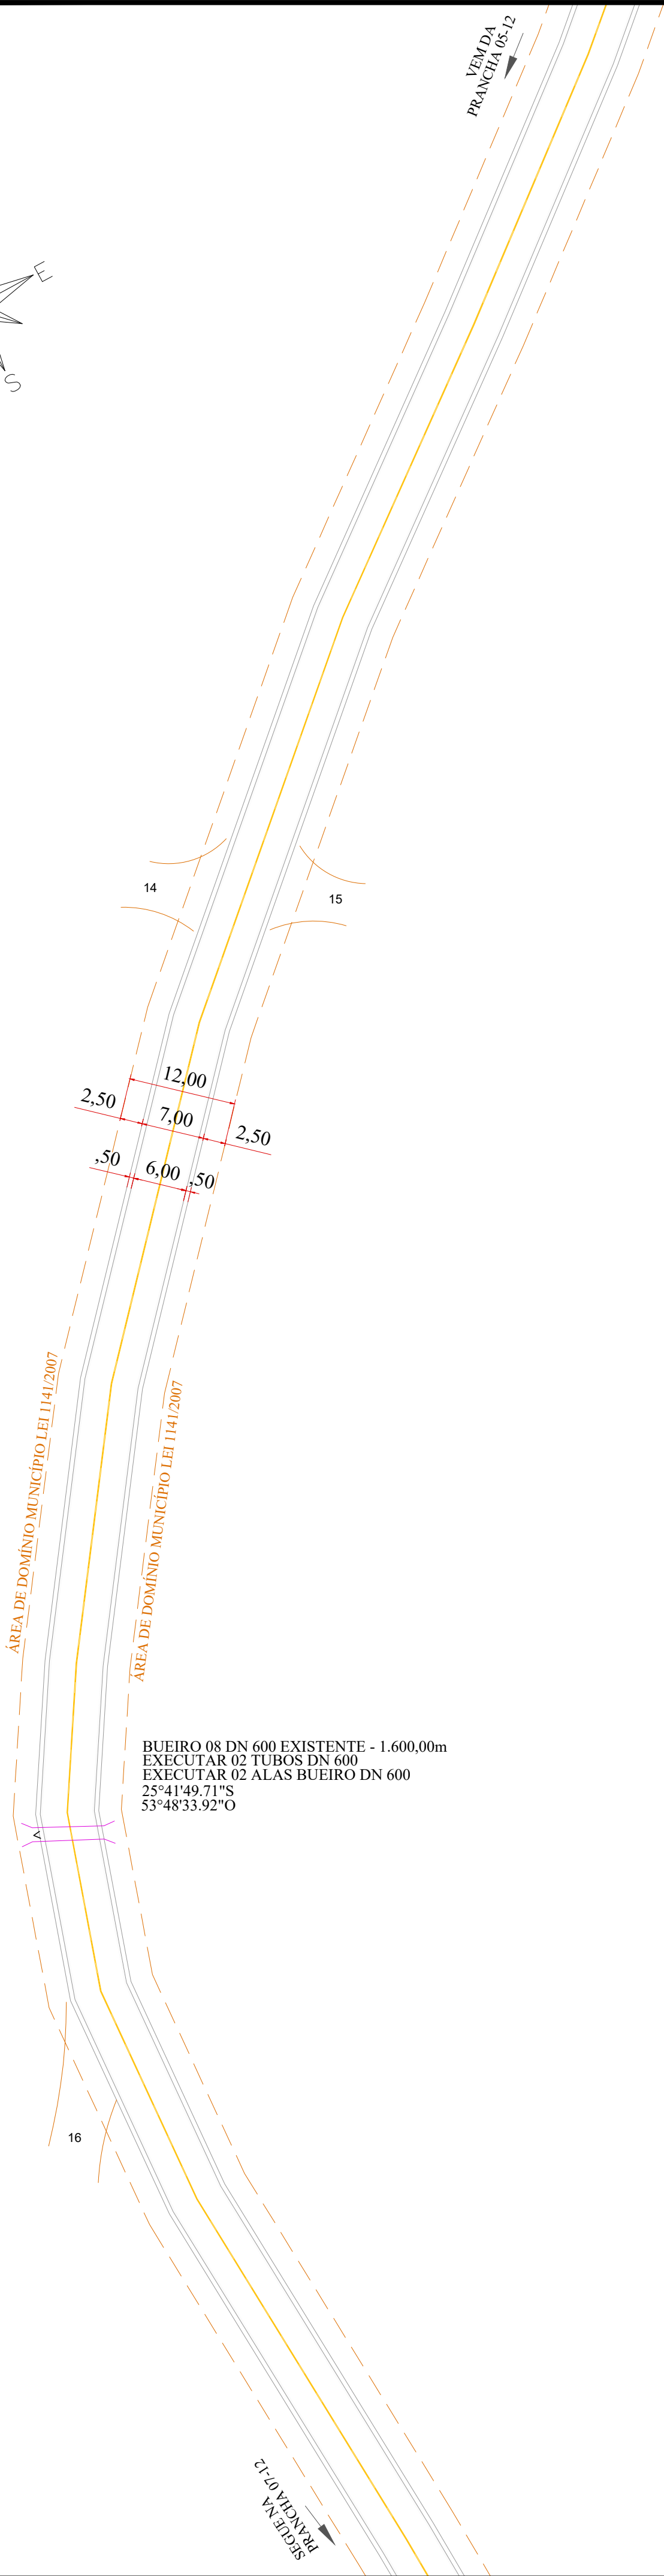 VEM DA
PRANCHA 05-12
E
S
14
15
12,00
2,50
7,00
2,50
,50
6,00
,50
ÁREA DE DOMÍNIO MUNICÍPIO LEI 1141/2007
ÁREA DE DOMÍNIO MUNICÍPIO LEI 1141/2007
BUEIRO 08 DN 600 EXISTENTE - 1.600,00m
EXECUTAR 02 TUBOS DN 600
EXECUTAR 02 ALAS BUEIRO DN 600
25°41'49.71"S
53°48'33.92"O
16
SEGUE NA
PRANCHA 07-12